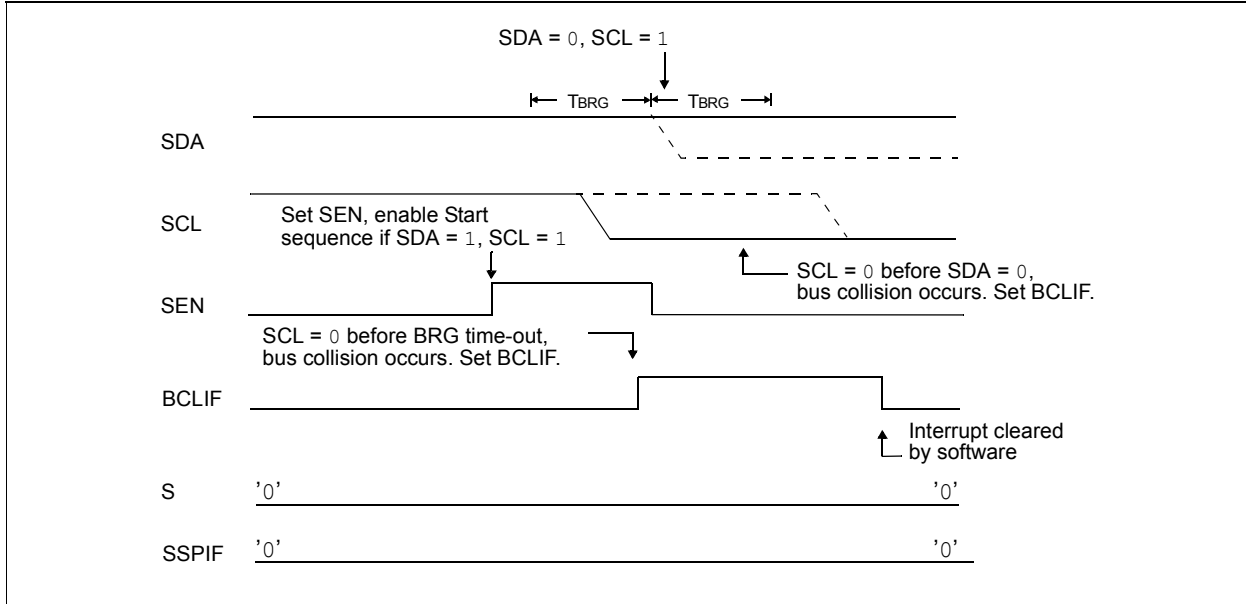 SDA = 0, SCL = 1
TBRG TBRG
SDA
SCL
Set SEN, enable Start
sequence if SDA = 1, SCL = 1
SCL = 0 before SDA = 0,
bus collision occurs. Set BCLIF.
SEN
SCL = 0 before BRG time-out,
bus collision occurs. Set BCLIF.
BCLIF
Interrupt cleared
by software
S '0' '0'
SSPIF '0' '0'